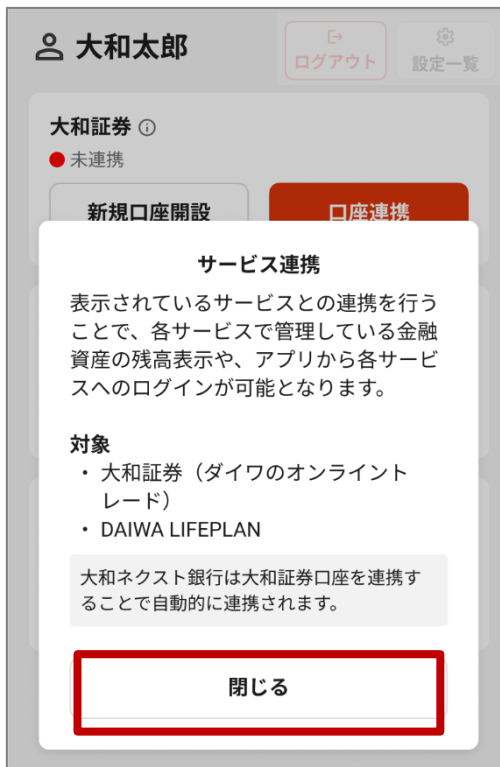 大和太郎
ログアウト
設定一覧
大和証券
未連携
新規口座開設
口座連携
サービス連携
表示されているサービスとの連携を行う
ことで、各サービスで管理している金融
資産の残高表示や、アプリから各サービ
スへのログインが可能となります。
対象
・ 大和証券（ダイワのオンライント
レード）
・ DAIWA LIFEPLAN
大和ネクスト銀行は大和証券口座を連携す
ることで自動的に連携されます。
閉じる